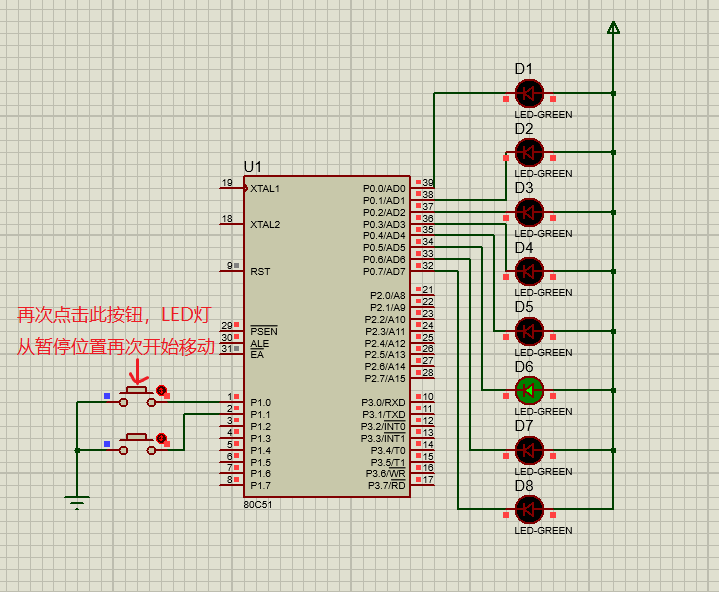 D1
LED-GREEN
D2
LED-GREEN
D3
LED-GREEN
D4
LED-GREEN
D5
LED-GREEN
D6
LED-GREEN
D7
LED-GREEN
D8
LED-GREEN
U1
19 XTAL1
18 XTAL2
9 RST
29 PSEN
30 ALE
31 EA
1 P1.0
2 P1.1
3 P1.2
4 P1.3
5 P1.4
6 P1.5
7 P1.6
8 P1.7
P0.0/AD0 39
P0.1/AD1 38
P0.2/AD2 37
P0.3/AD3 36
P0.4/AD4 35
P0.5/AD5 34
P0.6/AD6 33
P0.7/AD7 32
P2.0/A8 21
P2.1/A9 22
P2.2/A10 23
P2.3/A11 24
P2.4/A12 25
P2.5/A13 26
P2.6/A14 27
P2.7/A15 28
P3.0/RXD 10
P3.1/TXD 11
P3.2/INT0 12
P3.3/INT1 13
P3.4/T0 14
P3.5/T1 15
P3.6/WR 16
P3.7/RD 17
80C51
再次点击此按钮，LED灯
从暂停位置再次开始移动